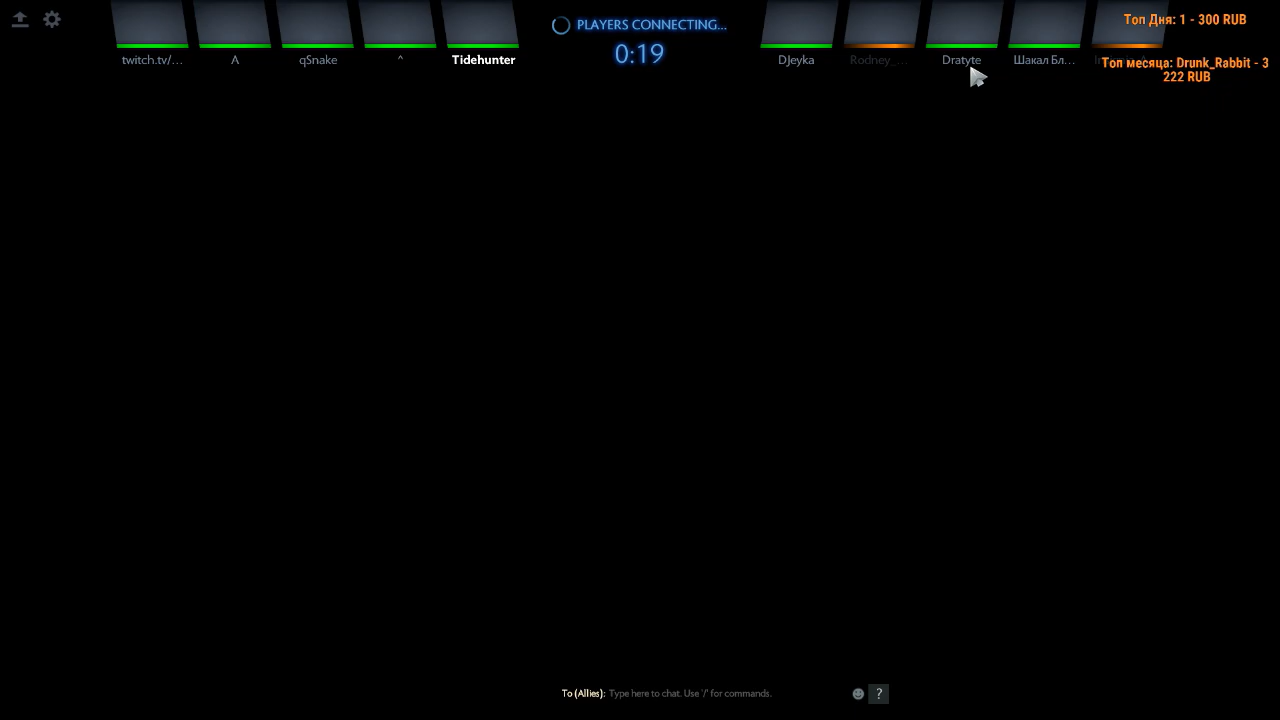 PLAYERS CONNECTING...
0:19
twitch.tv/...
A
qSnake
^
Tidehunter
DJeyka
Rodney_...
Dratyte
Шакал Бл...
Топ Дня: 1 - 300 RUB
Топ месяца: Drunk_Rabbit - 3
222 RUB
To (Allies): Type here to chat. Use '/' for commands.
?